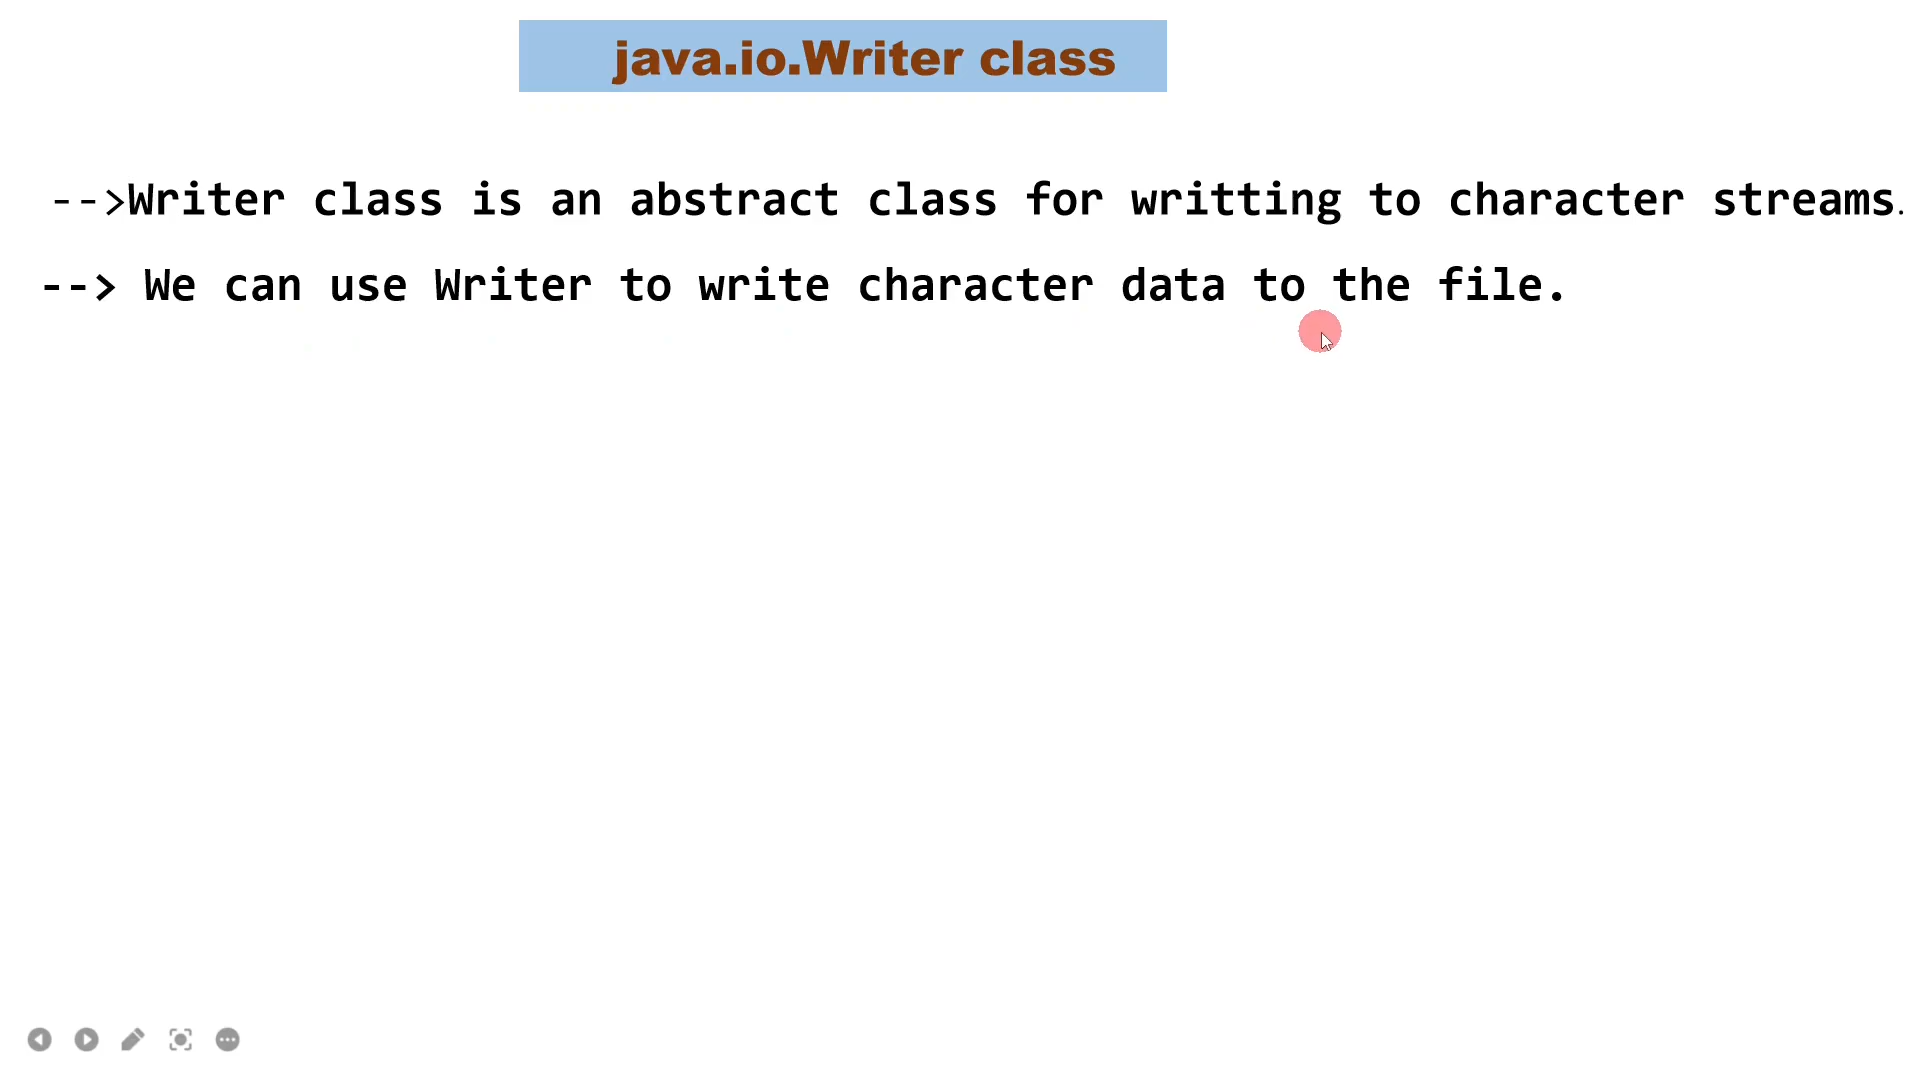 java.io.Writer class
-->Writer class is an abstract class for writting to character streams.
--> We can use Writer to write character data to the file.